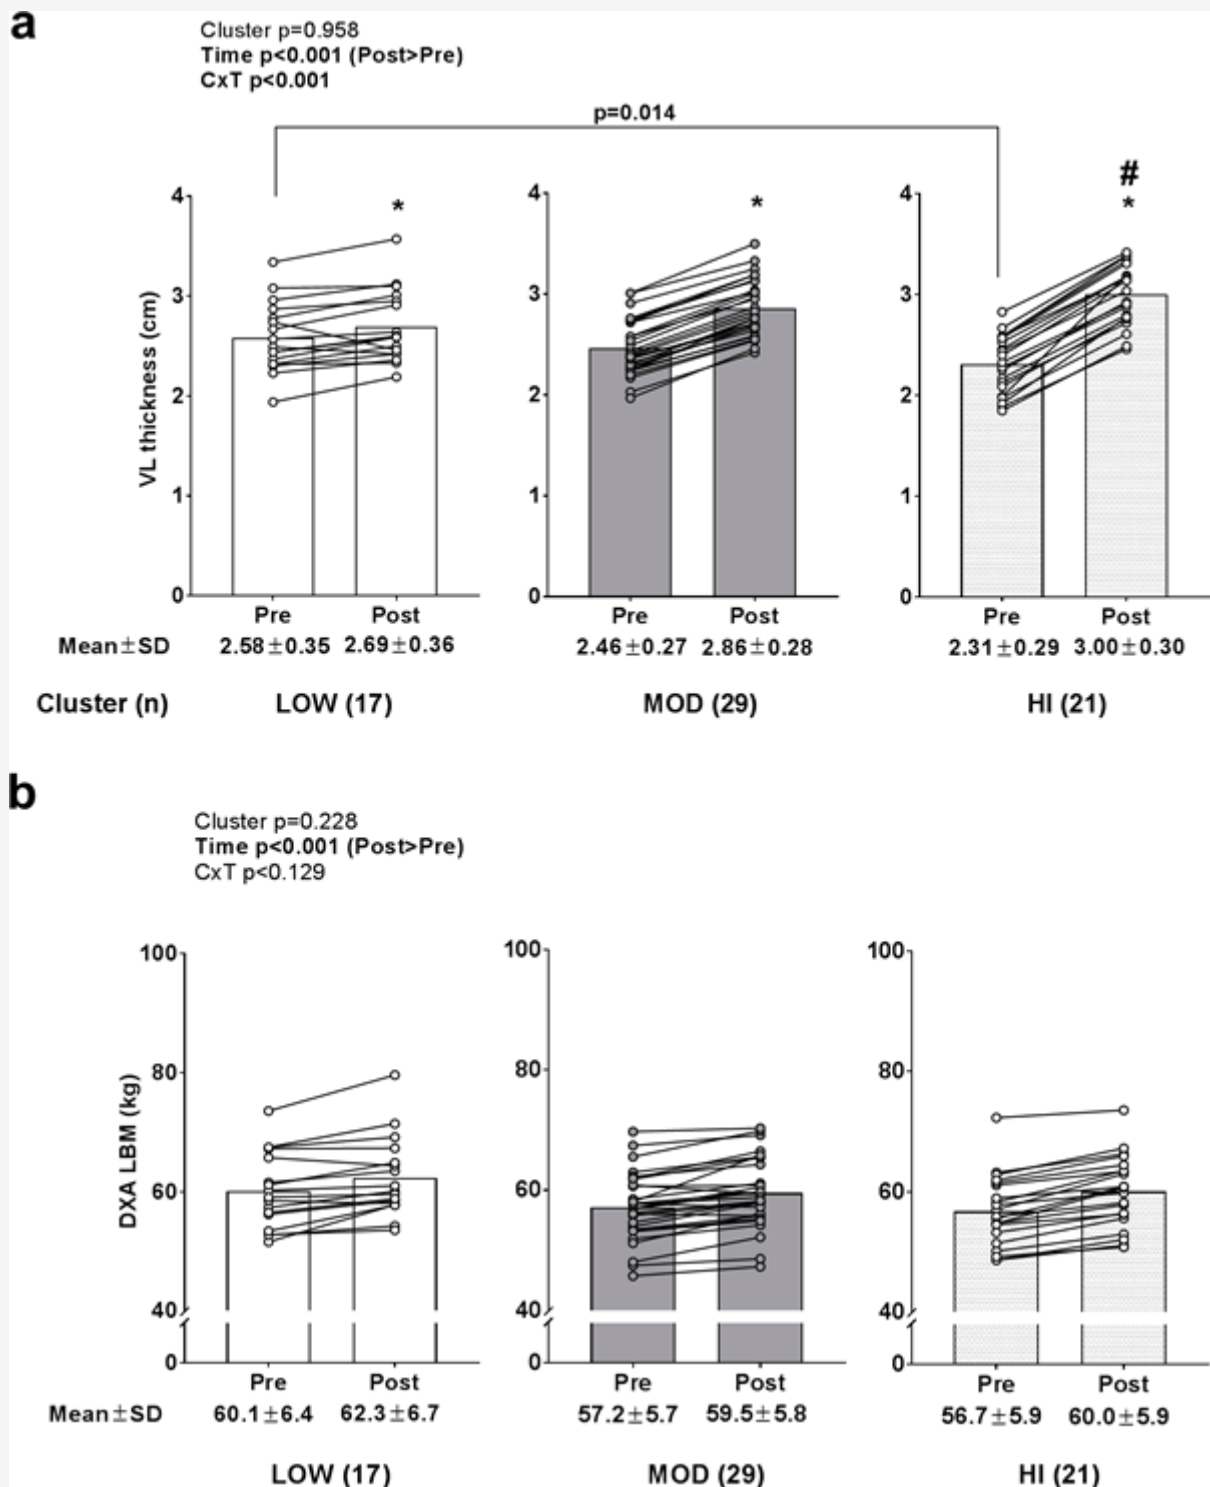 a
Cluster p=0.958
Time p<0.001 (Post>Pre)
CxT p<0.001
p=0.014
#
* * *
4 4 4
3 3 3
VL thickness (cm)
2 2 2
1 1 1
0 0 0
Pre Post Pre Post Pre Post
Mean±SD 2.58±0.35 2.69±0.36 2.46±0.27 2.86±0.28 2.31±0.29 3.00±0.30
Cluster (n) LOW (17) MOD (29) HI (21)
b
Cluster p=0.228
Time p<0.001 (Post>Pre)
CxT p<0.129
100 100 100
80 80 80
DXA LBM (kg)
60 60 60
40 40 40
0 0 0
Pre Post Pre Post Pre Post
Mean±SD 60.1±6.4 62.3±6.7 57.2±5.7 59.5±5.8 56.7±5.9 60.0±5.9
LOW (17) MOD (29) HI (21)